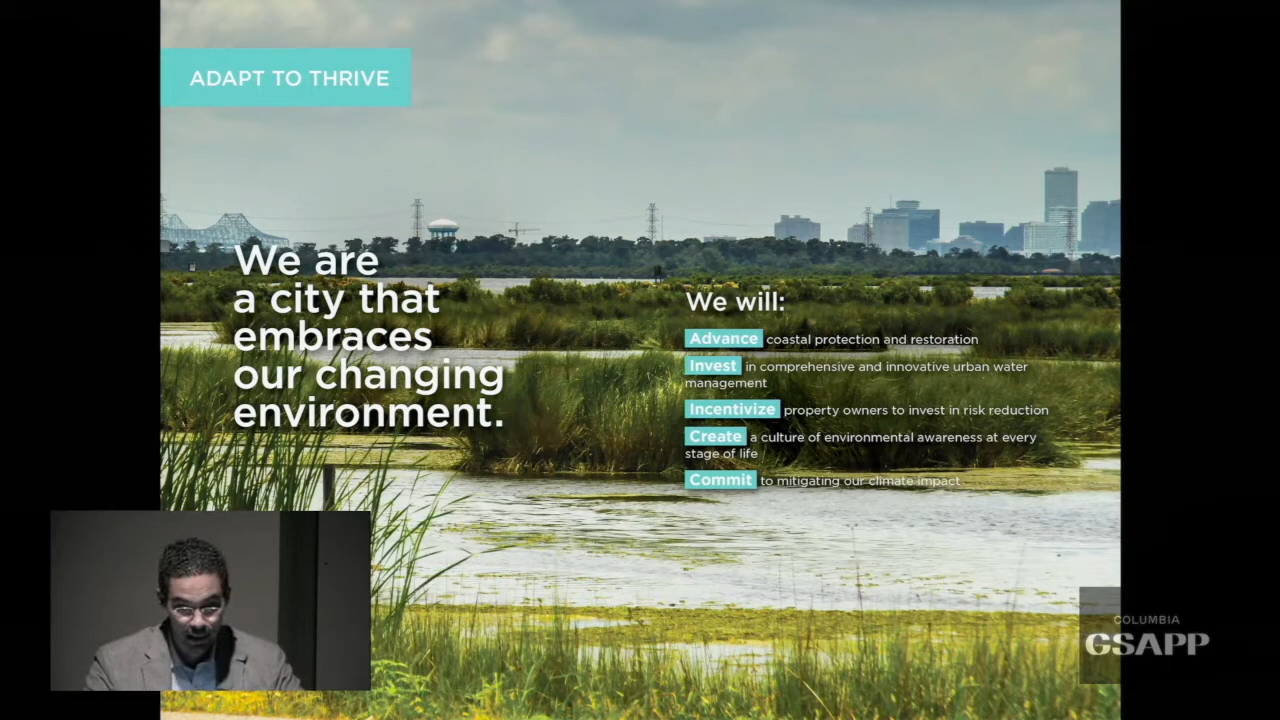 ADAPT TO THRIVE
We are
a city that
embraces
our changing
environment.
We will:
Advance coastal protection and restoration
Invest in comprehensive and innovative urban water
management
Incentivize property owners to invest in risk reduction
Create a culture of environmental awareness at every
stage of life
Commit to mitigating our climate impact
COLUMBIA
GSAPP